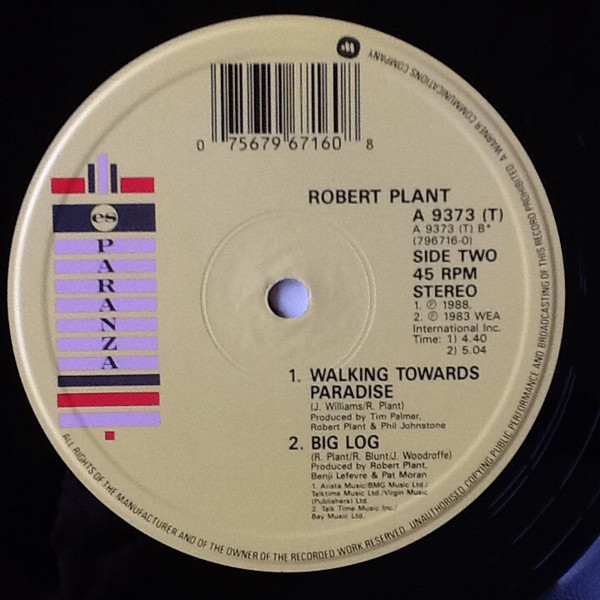 0 75679 67160 8
ROBERT PLANT
A 9373 (T)
A 9373 (T) B*
(796716-0)
SIDE TWO
45 RPM
STEREO
1. ℗ 1988,
2. ℗ 1983 WEA
International Inc.
Time: 1) 4.40
2) 5.04
es
PARANZA
1. WALKING TOWARDS
PARADISE
(J. Williams/R. Plant)
Produced by Tim Palmer,
Robert Plant & Phil Johnstone
2. BIG LOG
(R. Plant/R. Blunt/J. Woodroffe)
Produced by Robert Plant,
Benji Lefevre & Pat Moran
1. Arista Music/BMG Music Ltd./
Talktime Music Ltd./Virgin Music
(Publishers) Ltd.
2. Talk Time Music Inc./
Bay Music Ltd.
ALL RIGHTS OF THE MANUFACTURER AND OF THE OWNER OF THE RECORDED WORK RESERVED. UNAUTHORISED COPYING PUBLIC PERFORMANCE AND BROADCASTING OF THIS RECORD PROHIBITED. A WARNER COMMUNICATIONS COMPANY